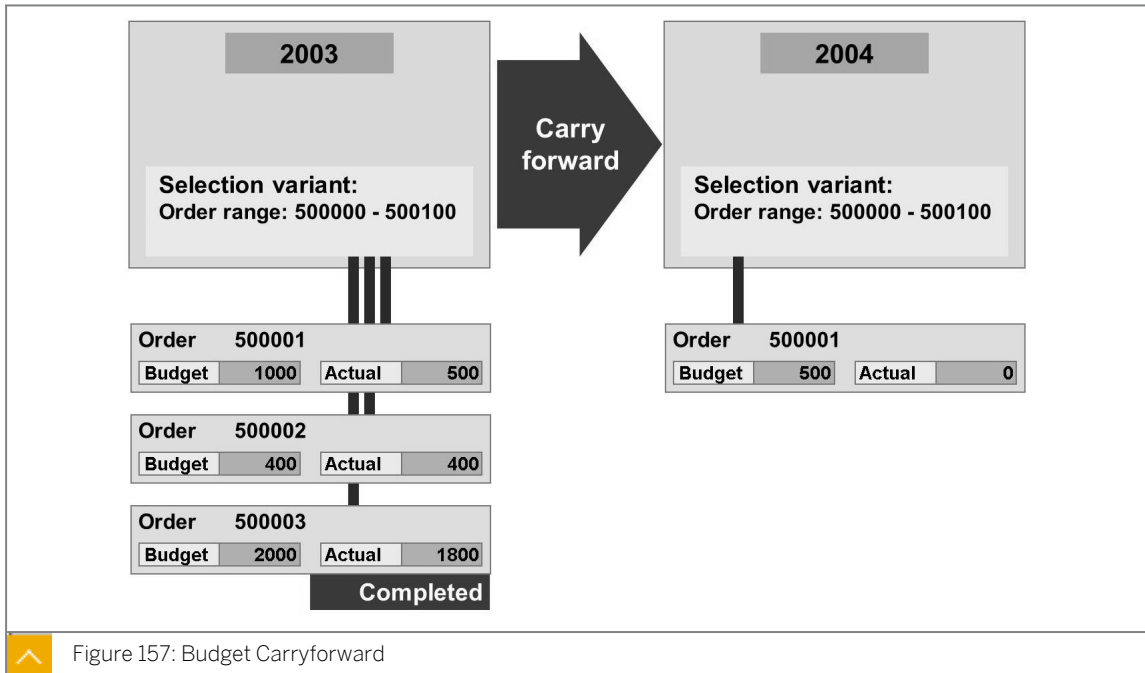 2003
Selection variant:
Order range: 500000 - 500100
Carry
forward
2004
Selection variant:
Order range: 500000 - 500100
Order 500001
Budget 1000 Actual 500
Order 500002
Budget 400 Actual 400
Order 500003
Budget 2000 Actual 1800
Completed
Order 500001
Budget 500 Actual 0
Figure 157: Budget Carryforward